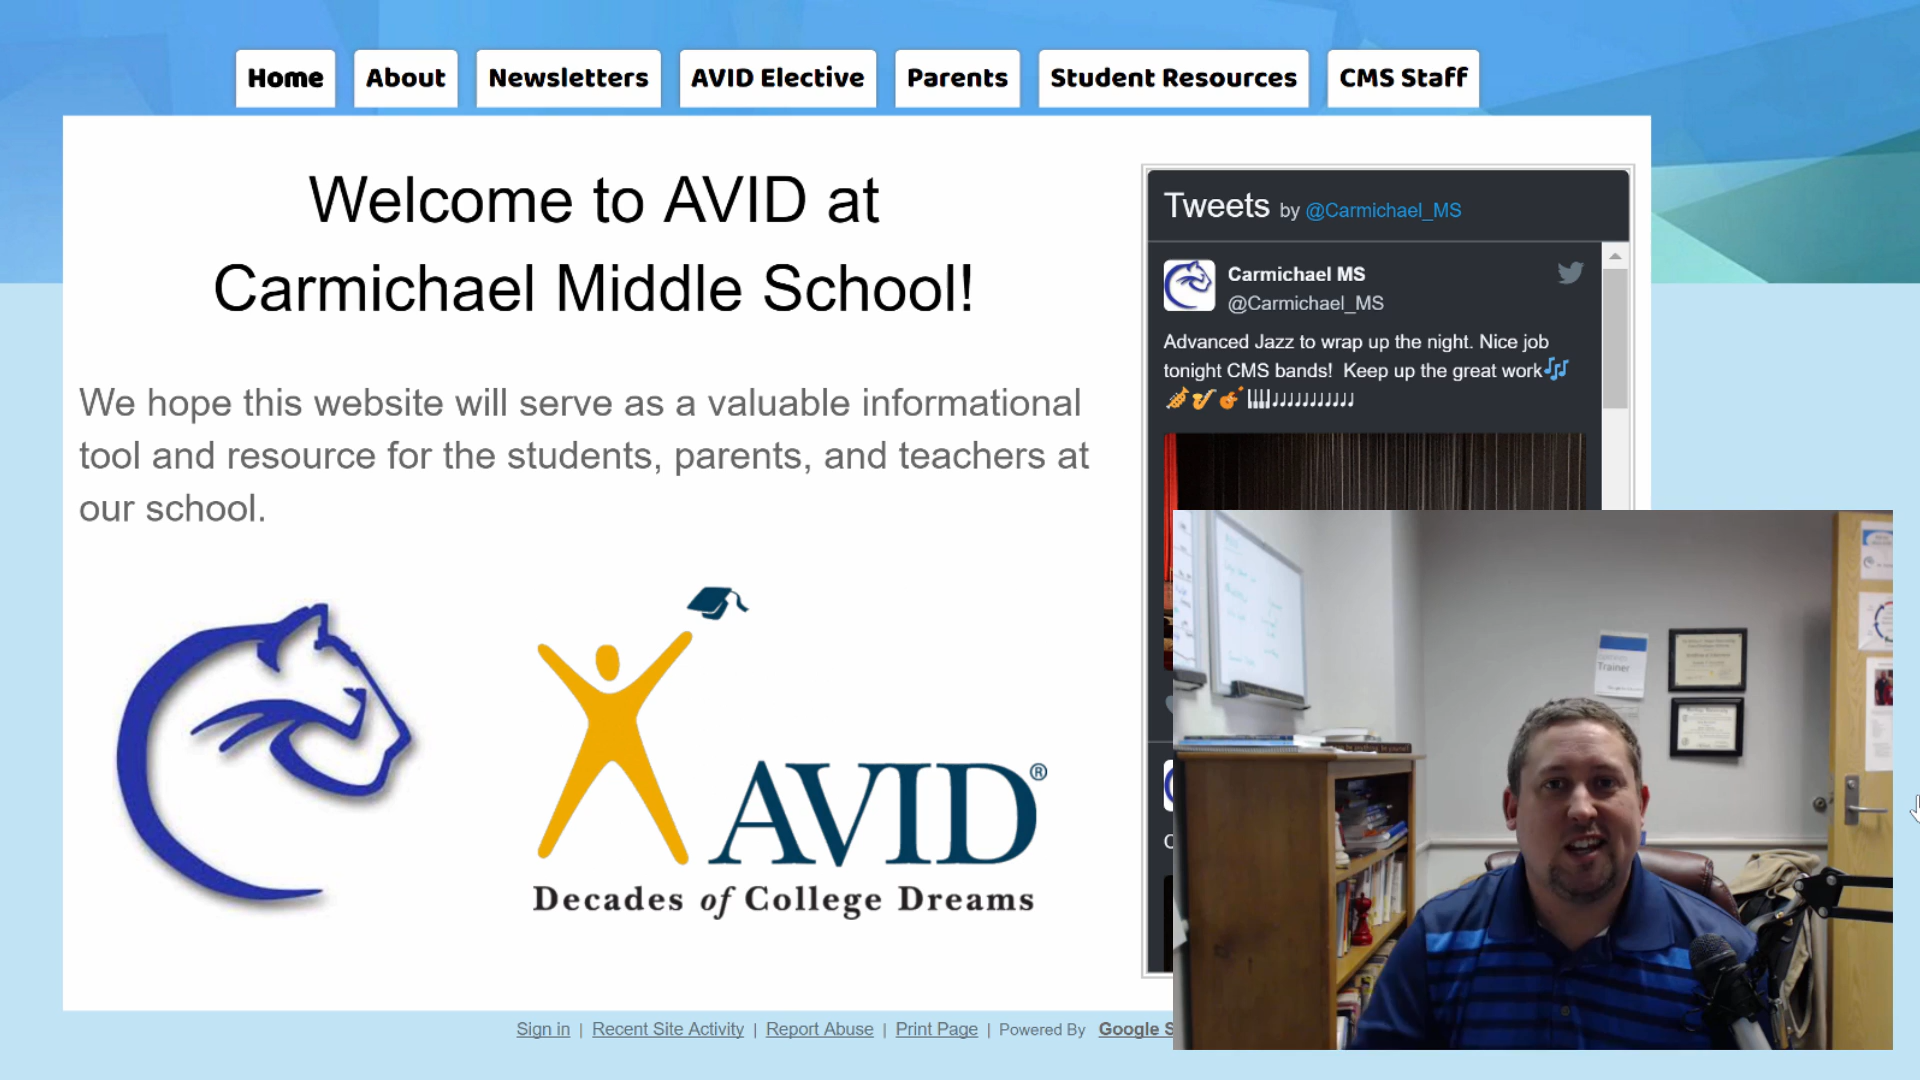 Home
About
Newsletters
AVID Elective
Parents
Student Resources
CMS Staff
Welcome to AVID at
Carmichael Middle School!
We hope this website will serve as a valuable informational
tool and resource for the students, parents, and teachers at
our school.
AVID®
Decades of College Dreams
Tweets by @Carmichael_MS
Carmichael MS
@Carmichael_MS
Advanced Jazz to wrap up the night. Nice job
tonight CMS bands!  Keep up the great work🎶
🎺🎷🎸
Trainer
Sign in | Recent Site Activity | Report Abuse | Print Page | Powered By Google S